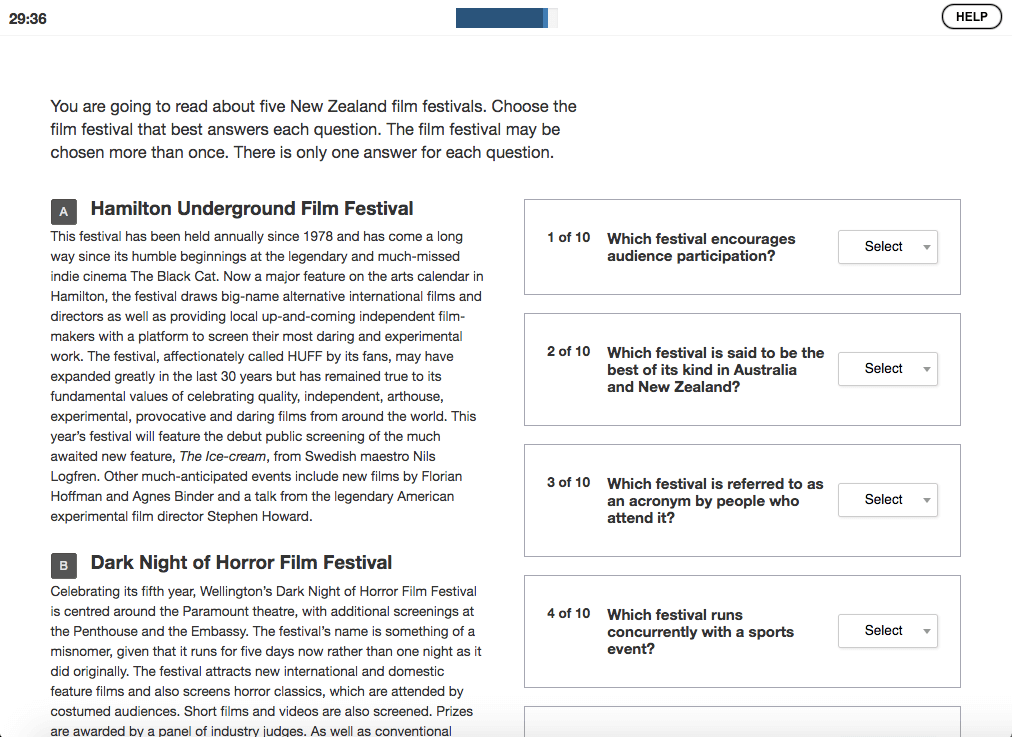 29:36
HELP
You are going to read about five New Zealand film festivals. Choose the
film festival that best answers each question. The film festival may be
chosen more than once. There is only one answer for each question.
A Hamilton Underground Film Festival
This festival has been held annually since 1978 and has come a long
way since its humble beginnings at the legendary and much-missed
indie cinema The Black Cat. Now a major feature on the arts calendar in
Hamilton, the festival draws big-name alternative international films and
directors as well as providing local up-and-coming independent film-
makers with a platform to screen their most daring and experimental
work. The festival, affectionately called HUFF by its fans, may have
expanded greatly in the last 30 years but has remained true to its
fundamental values of celebrating quality, independent, arthouse,
experimental, provocative and daring films from around the world. This
year's festival will feature the debut public screening of the much
awaited new feature, The Ice-cream, from Swedish maestro Nils
Logfren. Other much-anticipated events include new films by Florian
Hoffman and Agnes Binder and a talk from the legendary American
experimental film director Stephen Howard.
B Dark Night of Horror Film Festival
Celebrating its fifth year, Wellington's Dark Night of Horror Film Festival
is centred around the Paramount theatre, with additional screenings at
the Penthouse and the Embassy. The festival's name is something of a
misnomer, given that it runs for five days now rather than one night as it
did originally. The festival attracts new international and domestic
feature films and also screens horror classics, which are attended by
costumed audiences. Short films and videos are also screened. Prizes
are awarded by a panel of industry judges. As well as conventional
1 of 10 Which festival encourages
audience participation?
Select
2 of 10 Which festival is said to be the
best of its kind in Australia
and New Zealand?
Select
3 of 10 Which festival is referred to as
an acronym by people who
attend it?
Select
4 of 10 Which festival runs
concurrently with a sports
event?
Select